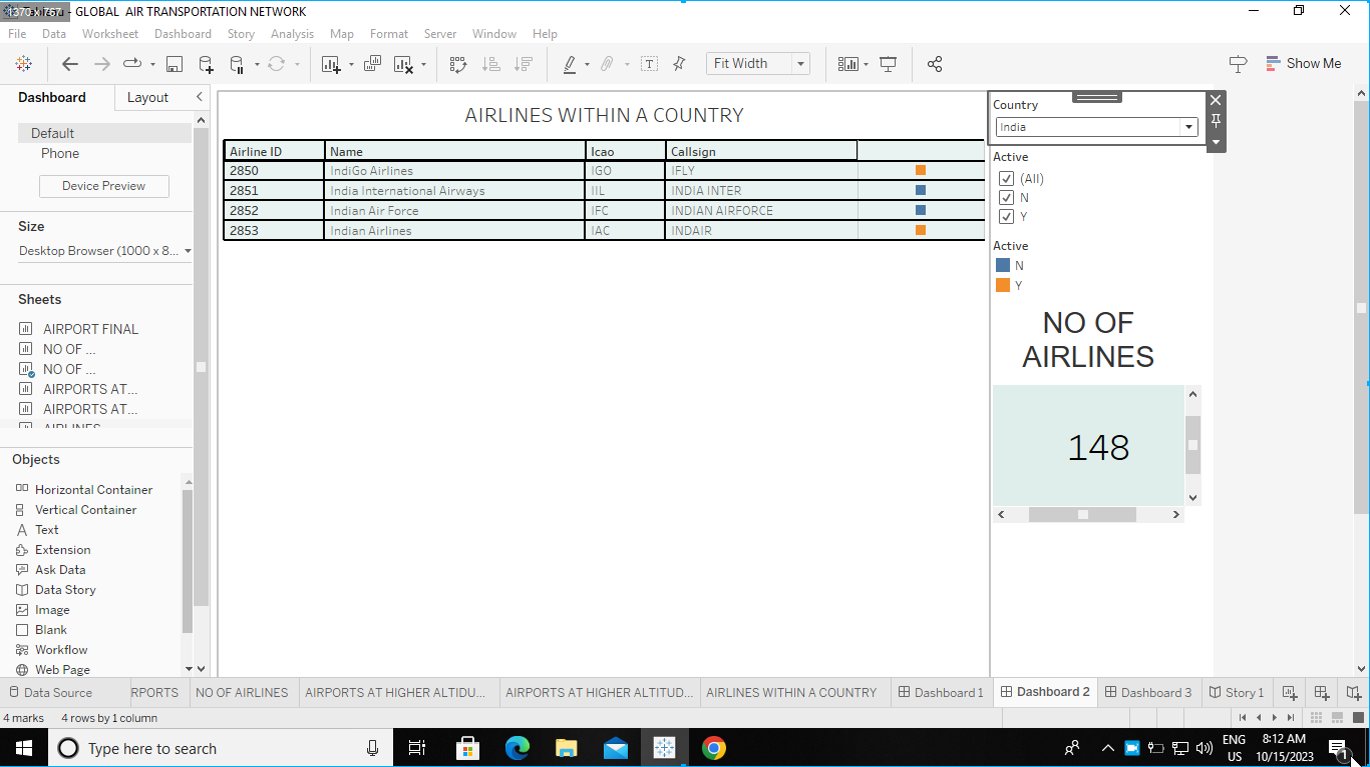 1370 x 767 - GLOBAL AIR TRANSPORTATION NETWORK
File Data Worksheet Dashboard Story Analysis Map Format Server Window Help
Fit Width
Show Me
Dashboard Layout
Default
Phone
Device Preview
Size
Desktop Browser (1000 x 8...
Sheets
AIRPORT FINAL
NO OF ...
NO OF ...
AIRPORTS AT...
AIRPORTS AT...
AIRLINES
Objects
Horizontal Container
Vertical Container
Text
Extension
Ask Data
Data Story
Image
Blank
Workflow
Web Page
AIRLINES WITHIN A COUNTRY
Airline ID Name Icao Callsign
2850 IndiGo Airlines IGO IFLY
2851 India International Airways IIL INDIA INTER
2852 Indian Air Force IFC INDIAN AIRFORCE
2853 Indian Airlines IAC INDAIR
Country
India
Active
(All)
N
Y
Active
N
Y
NO OF
AIRLINES
148
Data Source RPORTS NO OF AIRLINES AIRPORTS AT HIGHER ALTIDU... AIRPORTS AT HIGHER ALTITUD... AIRLINES WITHIN A COUNTRY Dashboard 1 Dashboard 2 Dashboard 3 Story 1
4 marks 4 rows by 1 column
Type here to search
ENG
US
8:12 AM
10/15/2023
1